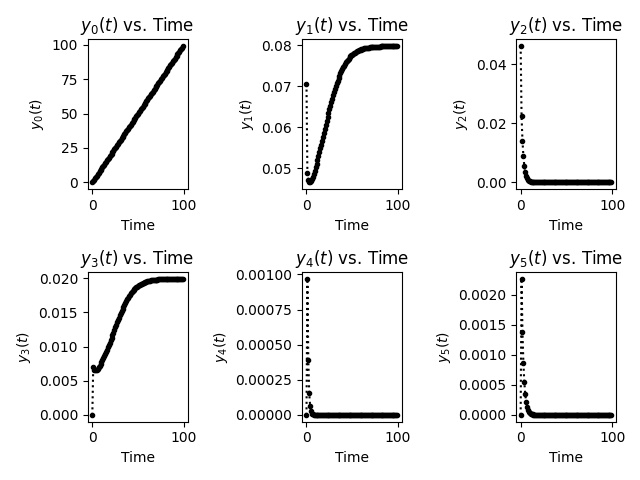 y₀(t) vs. Time
y₁(t) vs. Time
y₂(t) vs. Time
100
75
50
25
0
y₀(t)
0
100
Time
0.08
0.07
0.06
0.05
y₁(t)
0
100
Time
0.04
0.02
0.00
y₂(t)
0
100
Time
y₃(t) vs. Time
y₄(t) vs. Time
y₅(t) vs. Time
0.020
0.015
0.010
0.005
0.000
y₃(t)
0
100
Time
0.00100
0.00075
0.00050
0.00025
0.00000
y₄(t)
0
100
Time
0.0020
0.0015
0.0010
0.0005
0.0000
y₅(t)
0
100
Time